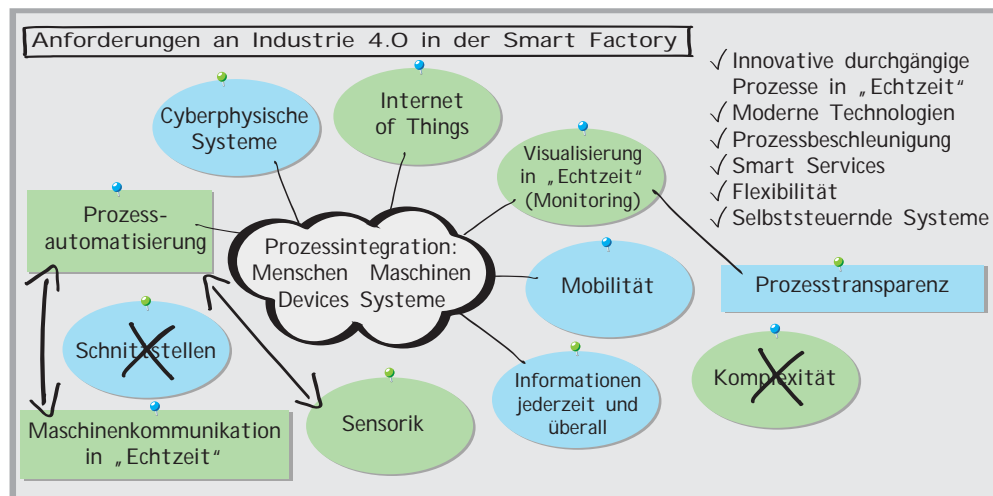 Anforderungen an Industrie 4.0 in der Smart Factory
√ Innovative durchgängige
Prozesse in „Echtzeit“
√ Moderne Technologien
√ Prozessbeschleunigung
√ Smart Services
√ Flexibilität
√ Selbststeuernde Systeme
Cyberphysische
Systeme
Internet
of Things
Visualisierung
in „Echtzeit“
(Monitoring)
Prozess-
automatisierung
Prozessintegration:
Menschen Maschinen
Devices Systeme
Mobilität
Prozesstransparenz
Schnittstellen
Informationen
jederzeit und
überall
Komplexität
Sensorik
Maschinenkommunikation
in „Echtzeit“